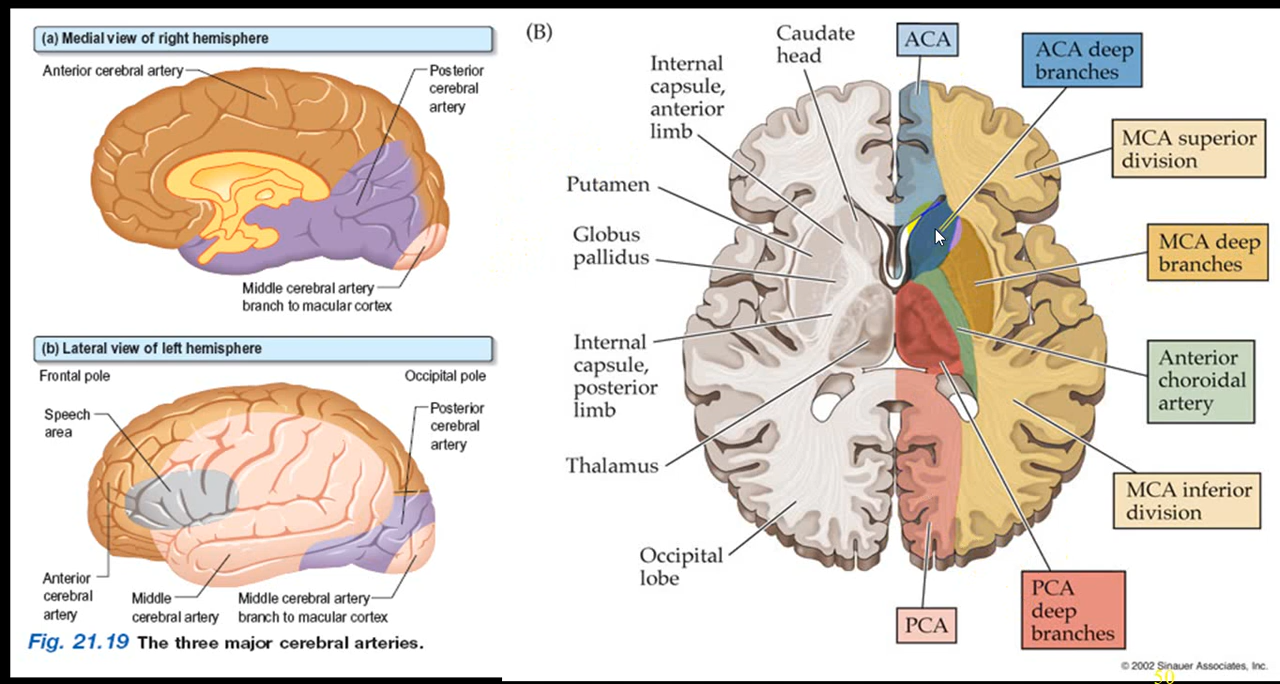 (a) Medial view of right hemisphere
Anterior cerebral artery
Posterior
cerebral
artery
Middle cerebral artery
branch to macular cortex
(b) Lateral view of left hemisphere
Frontal pole
Occipital pole
Speech
area
Posterior
cerebral
artery
Anterior
cerebral
artery
Middle
cerebral artery
Middle cerebral artery
branch to macular cortex
Fig. 21.19 The three major cerebral arteries.
(B)
Caudate
head
ACA
ACA deep
branches
Internal
capsule,
anterior
limb
MCA superior
division
Putamen
Globus
pallidus
MCA deep
branches
Internal
capsule,
posterior
limb
Anterior
choroidal
artery
Thalamus
MCA inferior
division
Occipital
lobe
PCA
PCA
deep
branches
© 2002 Sinauer Associates, Inc.
50